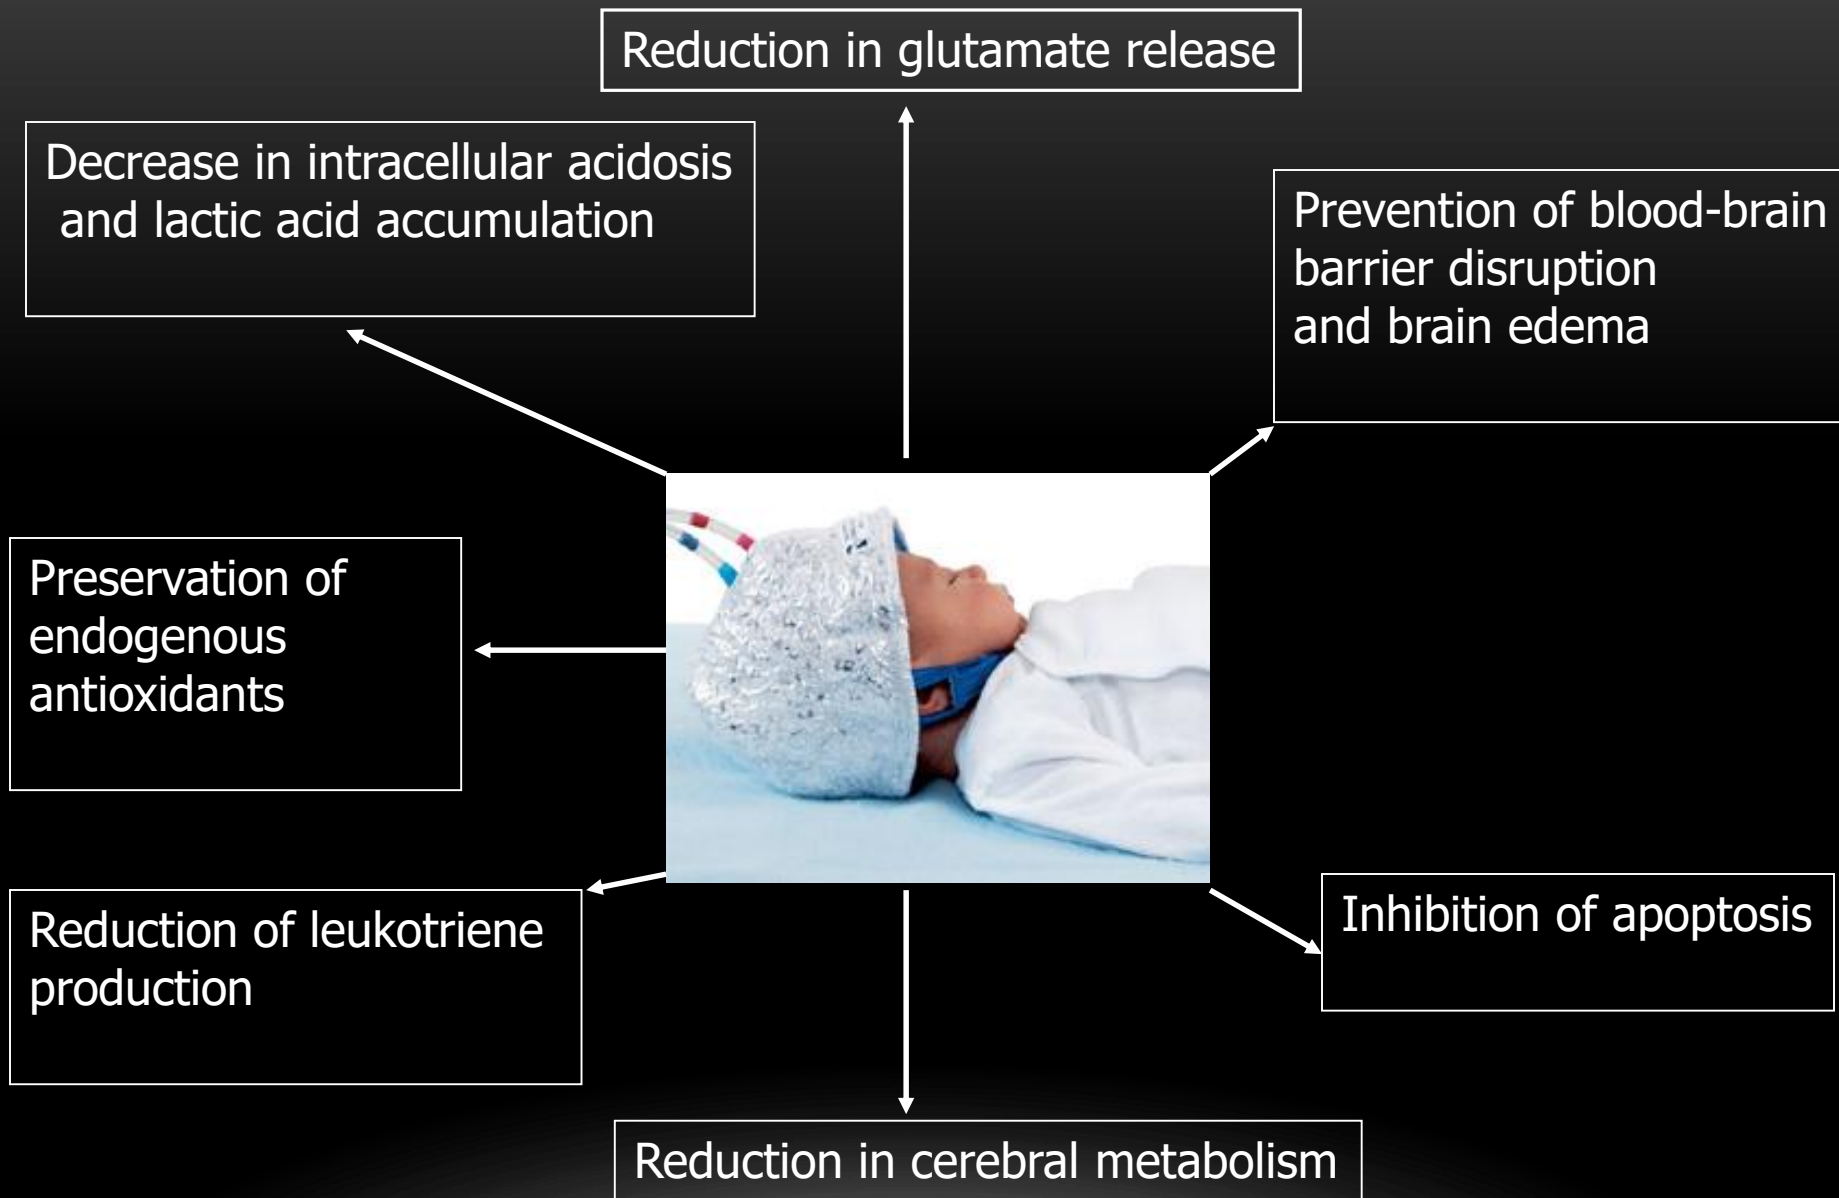 Reduction in glutamate release
Decrease in intracellular acidosis
and lactic acid accumulation
Prevention of blood-brain
barrier disruption
and brain edema
Preservation of
endogenous
antioxidants
Reduction of leukotriene
production
Inhibition of apoptosis
Reduction in cerebral metabolism